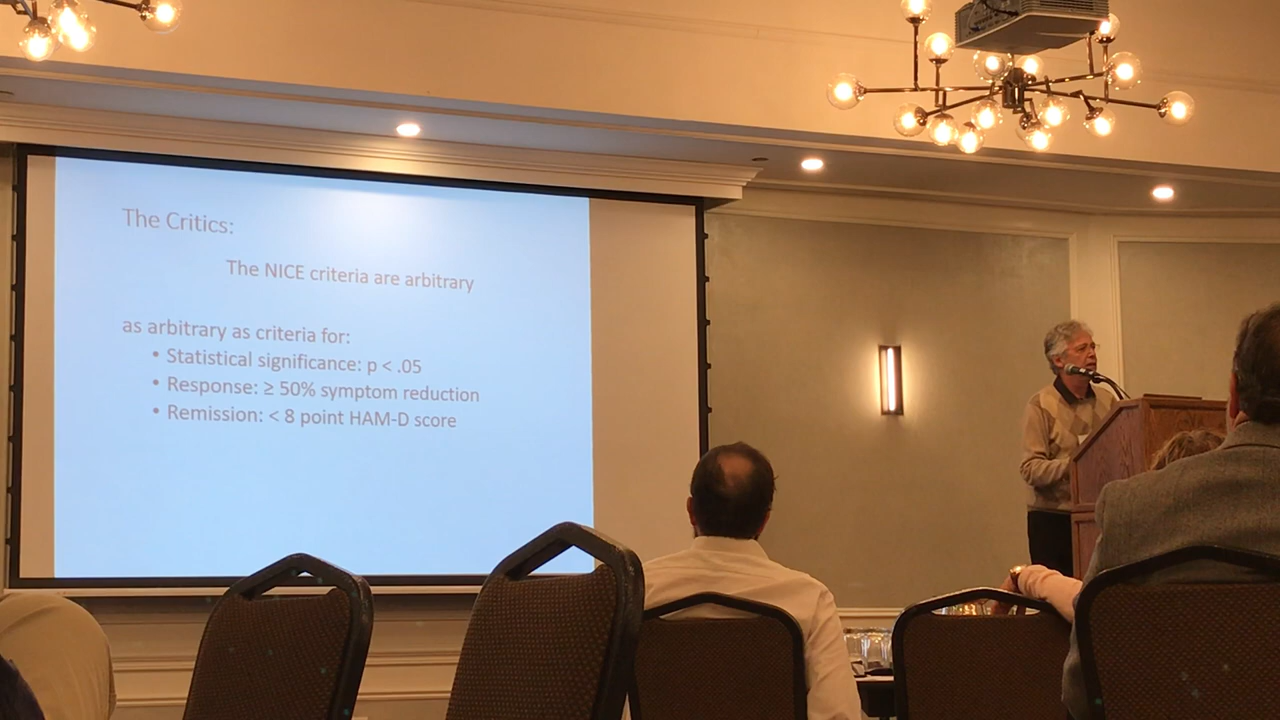 The Critics:
The NICE criteria are arbitrary
as arbitrary as criteria for:
• Statistical significance: p < .05
• Response: ≥ 50% symptom reduction
• Remission: < 8 point HAM-D score